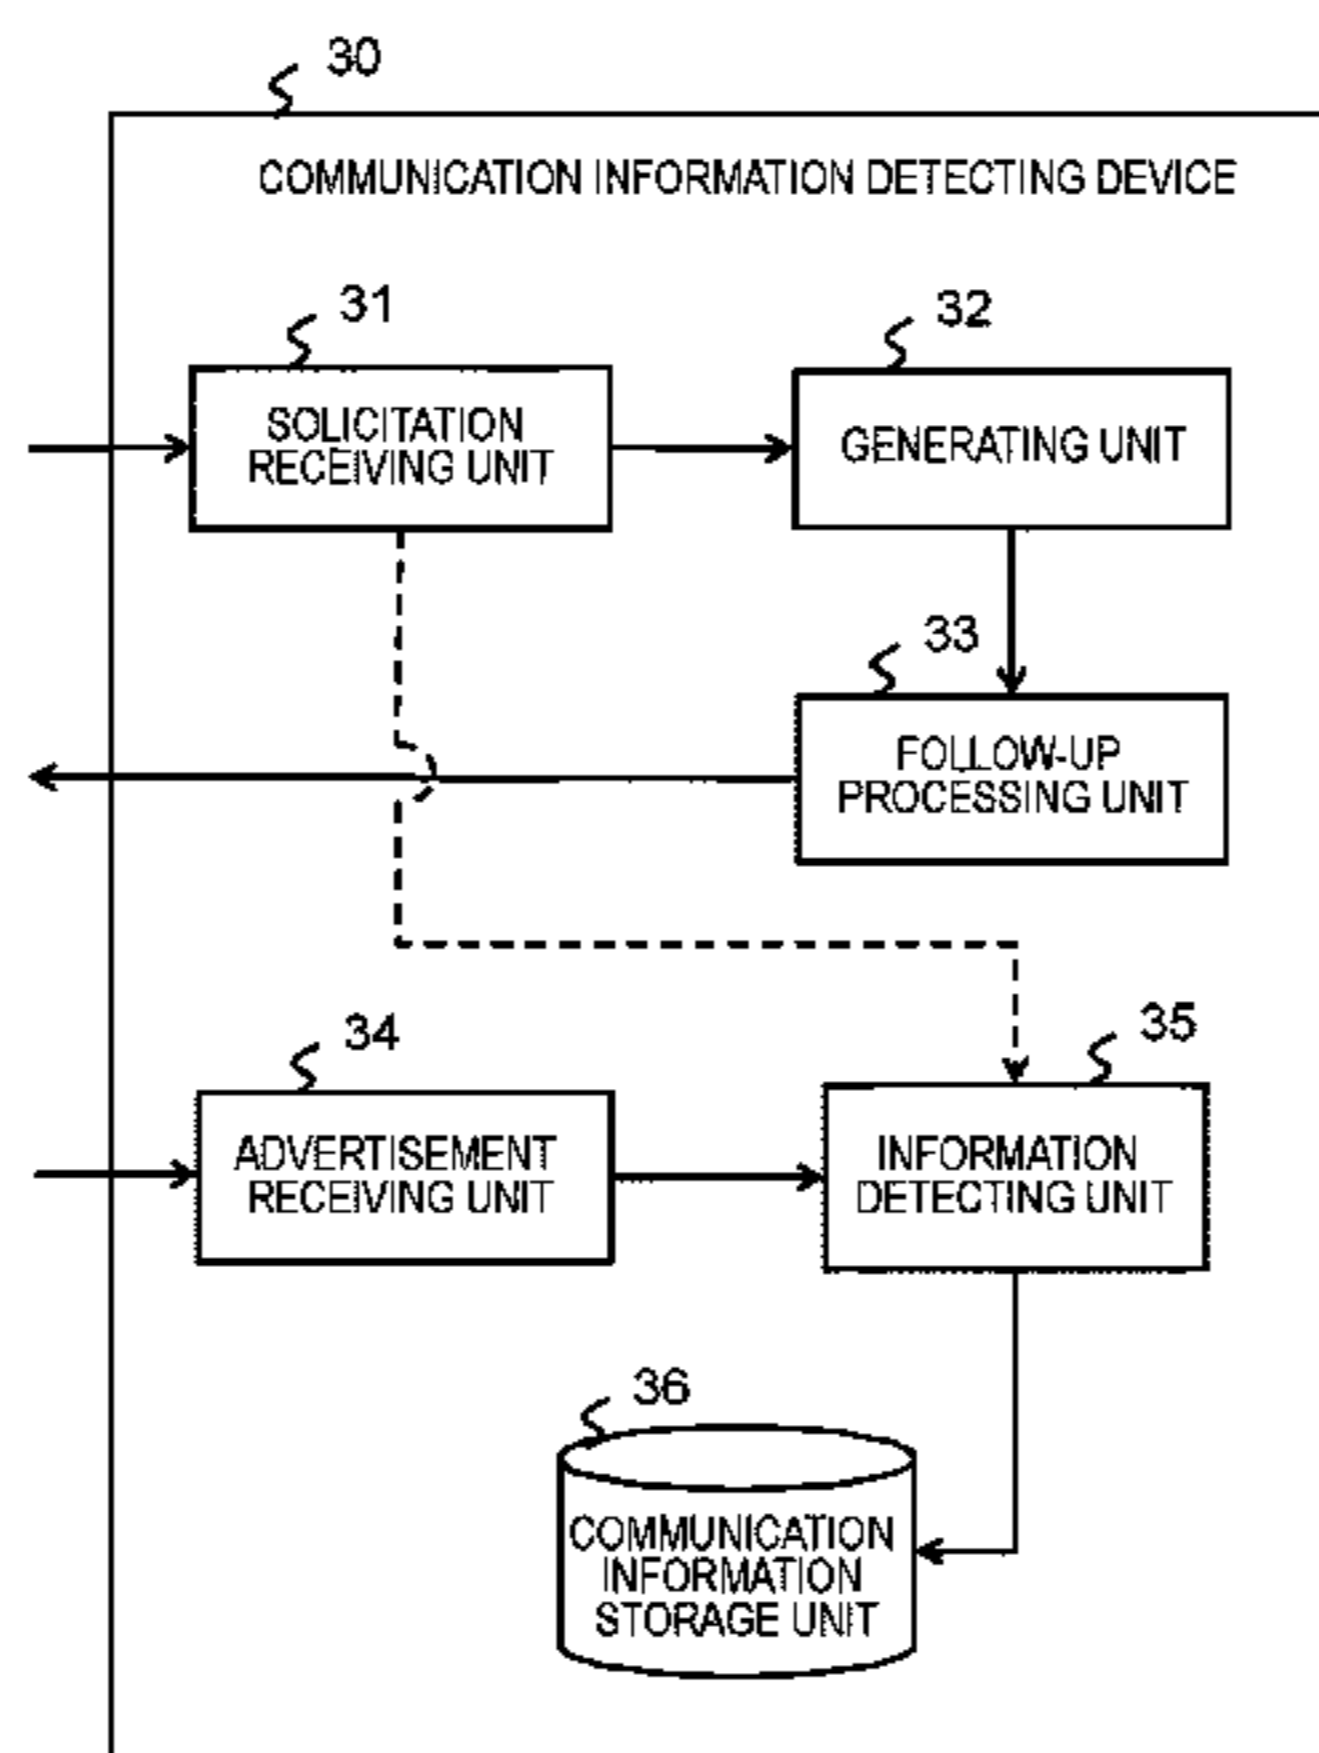 30
COMMUNICATION INFORMATION DETECTING DEVICE
31
SOLICITATION
RECEIVING UNIT
32
GENERATING UNIT
33
FOLLOW-UP
PROCESSING UNIT
34
ADVERTISEMENT
RECEIVING UNIT
35
INFORMATION
DETECTING UNIT
36
COMMUNICATION
INFORMATION
STORAGE UNIT